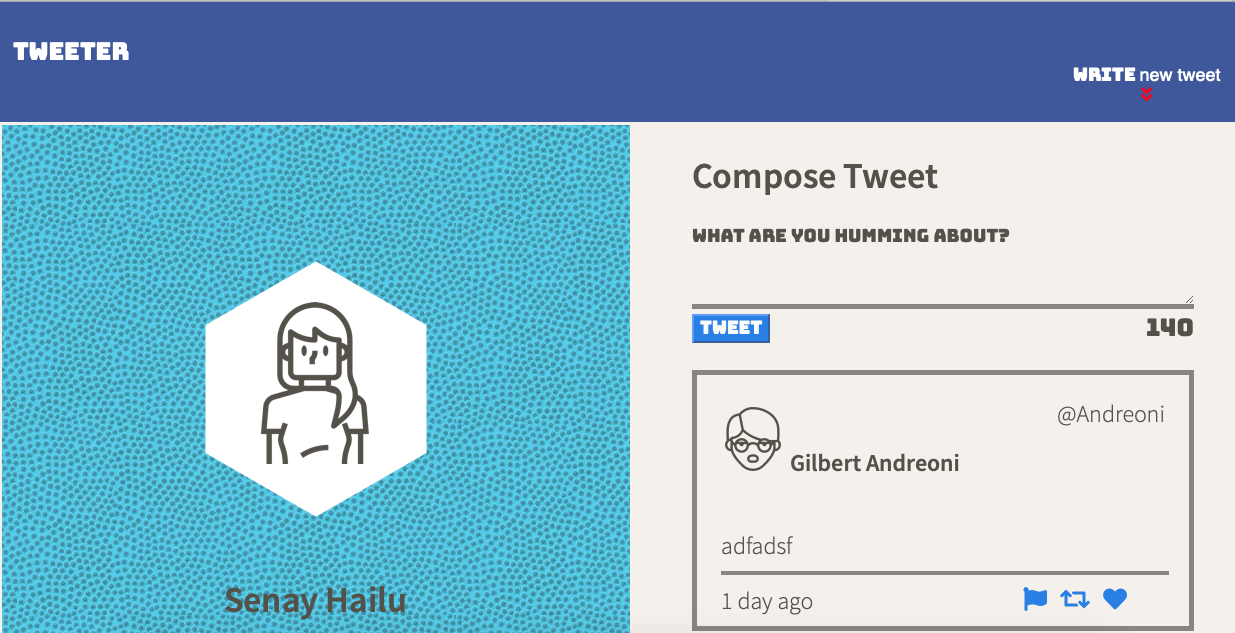 TWEETER
WRITE new tweet
Senay Hailu
Compose Tweet
WHAT ARE YOU HUMMING ABOUT?
TWEET
140
@Andreoni
Gilbert Andreoni
adfadsf
1 day ago